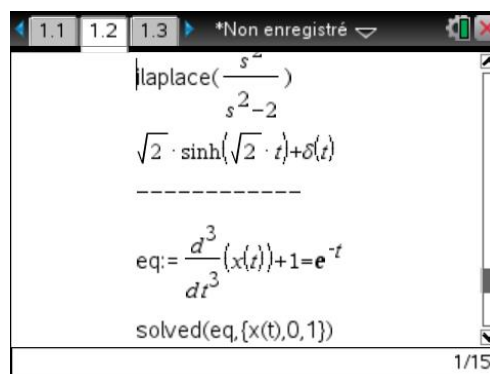 1.1 1.2 1.3 *Non enregistré
ilaplace(s²/(s²-2))
√2 · sinh(√2 · t)+δ(t)
------------
eq:= d³/dt³(x(t))+1=e^-t
solved(eq,{x(t),0,1})
1/15